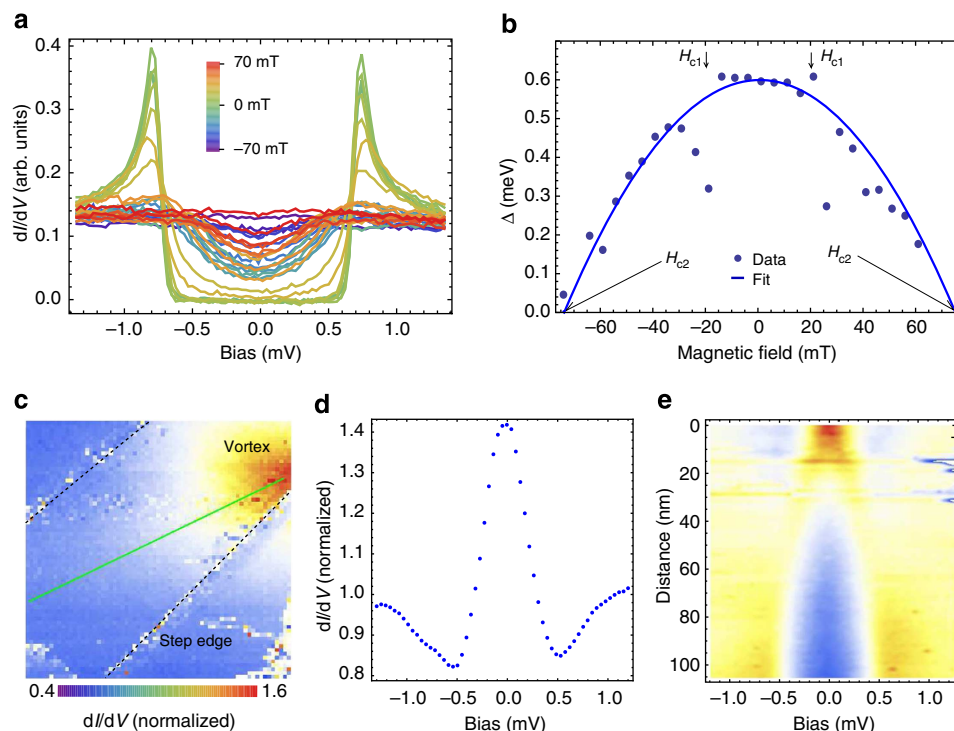 a
dI/dV (arb. units)
0.4
0.3
0.2
0.1
0.0
70 mT
0 mT
−70 mT
−1.0 −0.5 0.0 0.5 1.0
Bias (mV)
b
Δ (meV)
0.6
0.4
0.2
0.0
Hc1 Hc1
Hc2 Hc2
Data
Fit
−60 −40 −20 0 20 40 60
Magnetic field (mT)
c
Vortex
Step edge
0.4 1.6
dI/dV (normalized)
d
dI/dV (normalized)
1.4
1.3
1.2
1.1
1.0
0.9
0.8
−1.0 −0.5 0.0 0.5 1.0
Bias (mV)
e
Distance (nm)
0
20
40
60
80
100
−1.0 −0.5 0.0 0.5 1.0
Bias (mV)